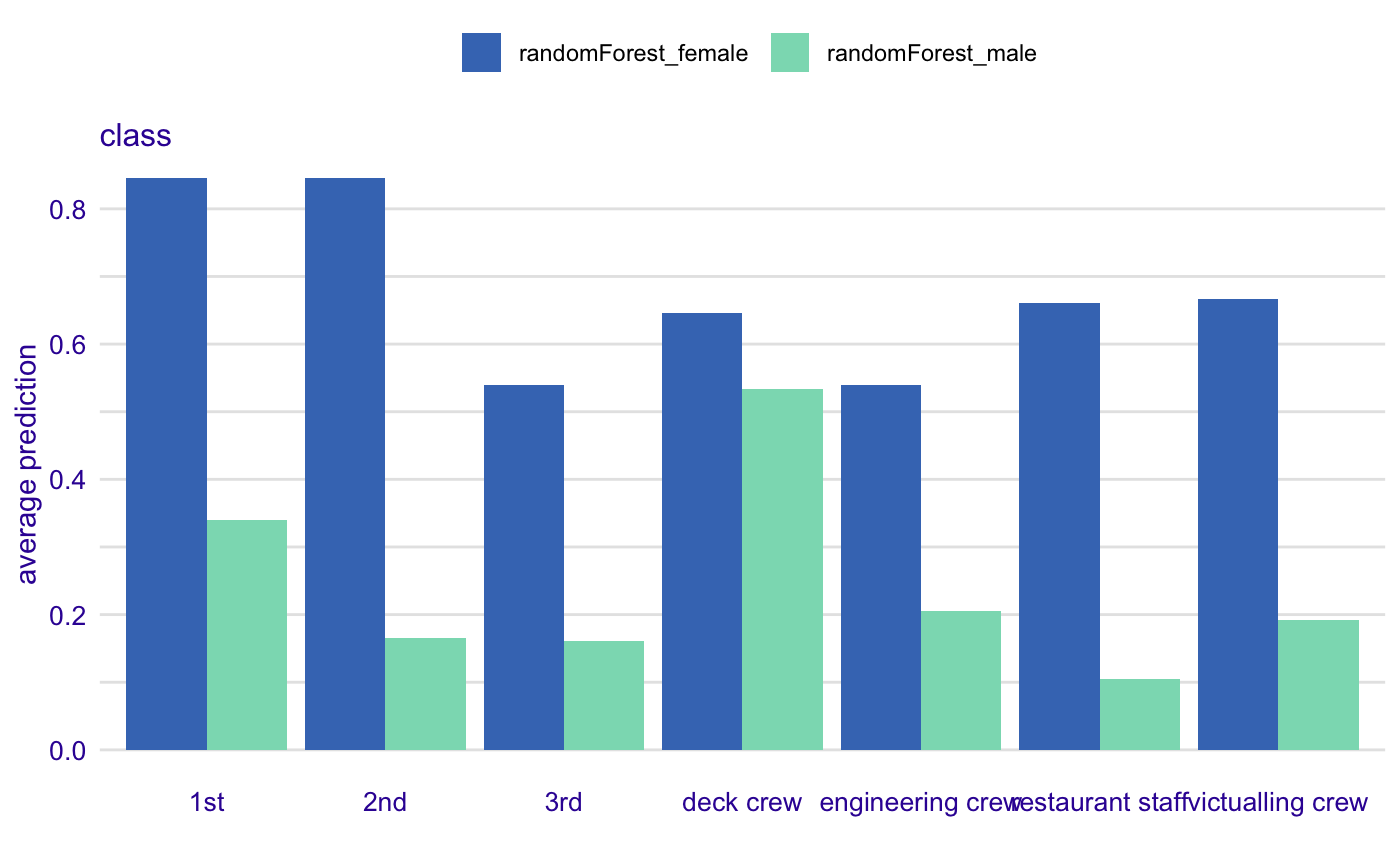 randomForest_female randomForest_male
class
average prediction
0.8
0.6
0.4
0.2
0.0
1st 2nd 3rd deck crew engineering crew restaurant staff victualling crew